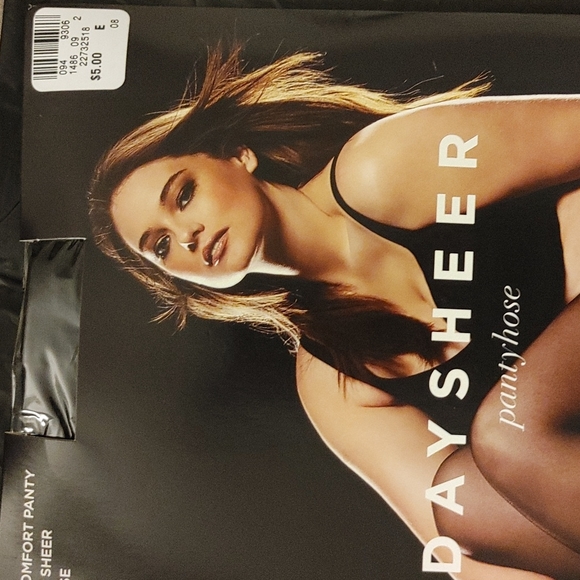 094 9306
1486 09 2
22732518
$5.00 E
08
DAYSHEER
pantyhose
OMFORT PANTY
SHEER
SE